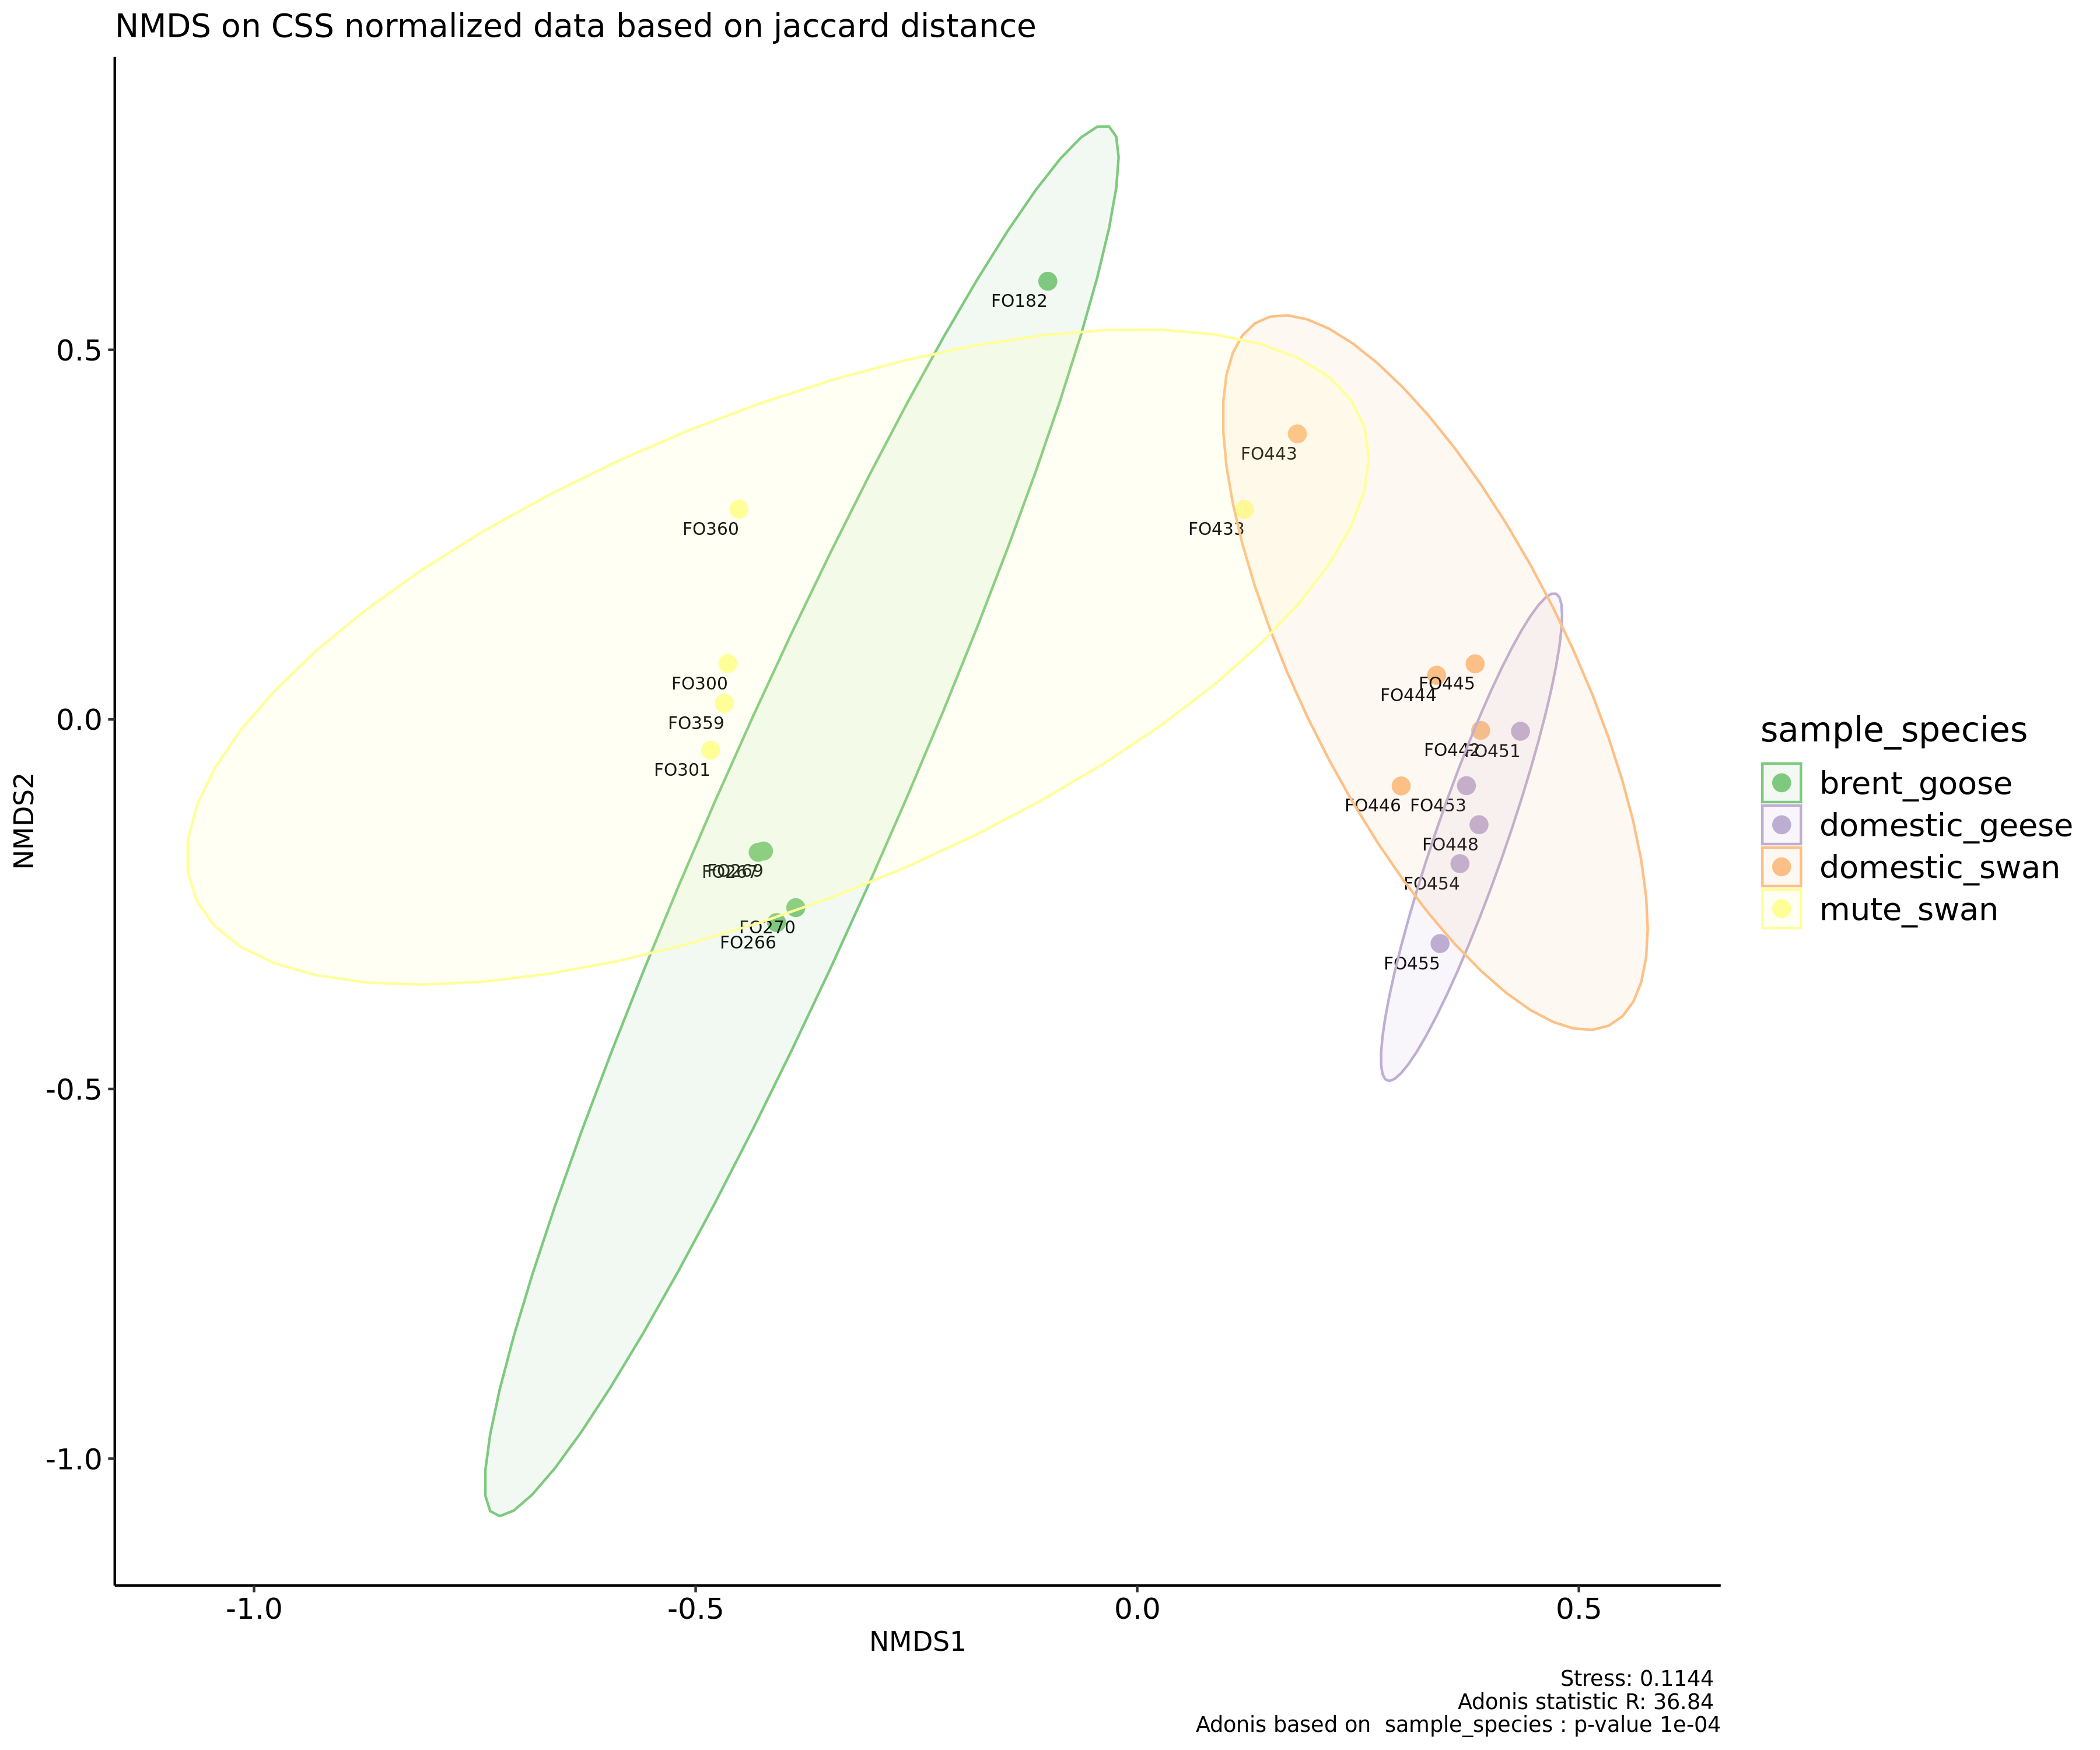 NMDS on CSS normalized data based on jaccard distance
NMDS2
0.5
0.0
-0.5
-1.0
FO182
FO443
FO360
FO433
FO300
FO445
FO444
FO359
FO442
FO451
FO301
FO446
FO453
FO448
FO269
FO267
FO454
FO270
FO266
FO455
-1.0
-0.5
0.0
0.5
NMDS1
sample_species
brent_goose
domestic_geese
domestic_swan
mute_swan
Stress: 0.1144
Adonis statistic R: 36.84
Adonis based on  sample_species : p-value 1e-04